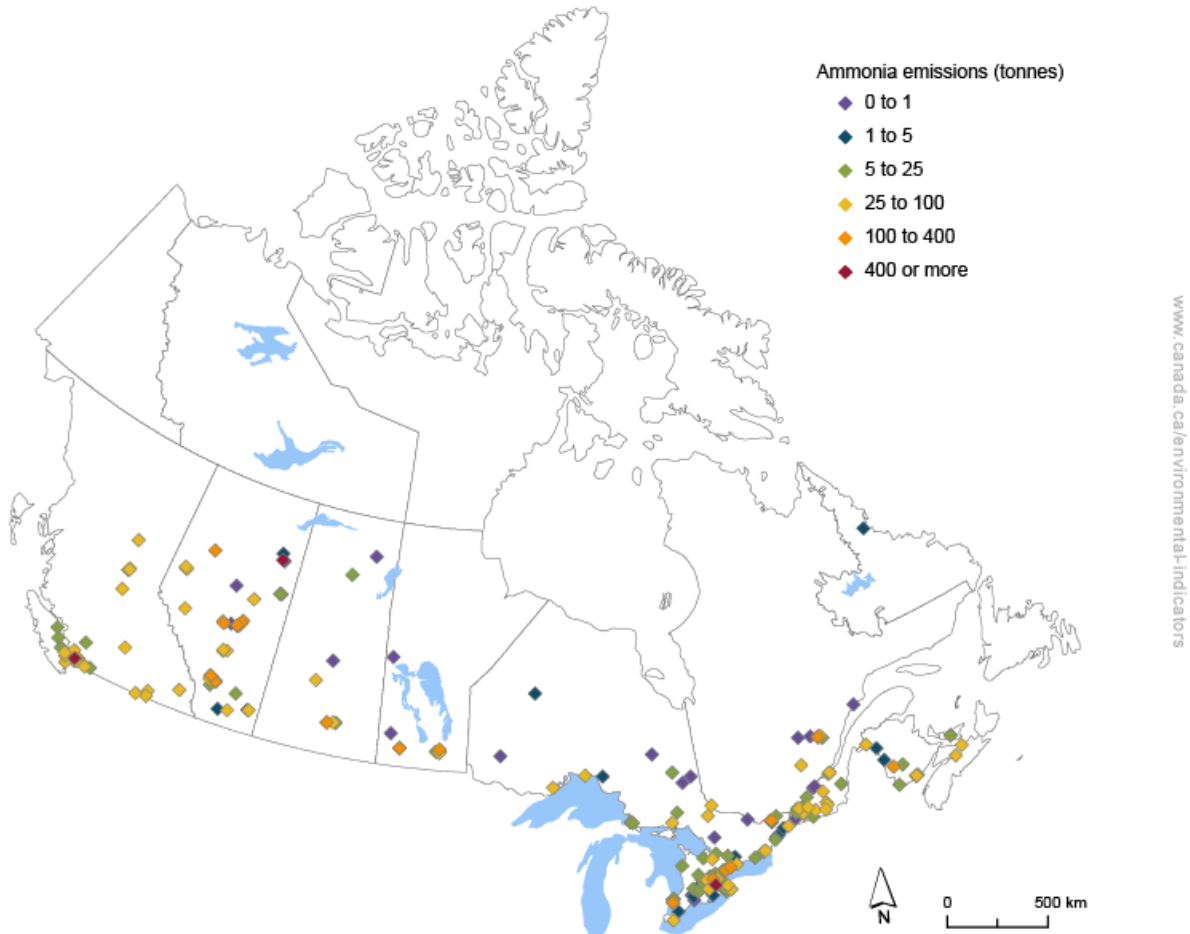 Ammonia emissions (tonnes)
0 to 1
1 to 5
5 to 25
25 to 100
100 to 400
400 or more
www.canada.ca/environmental-indicators
N
0 500 km